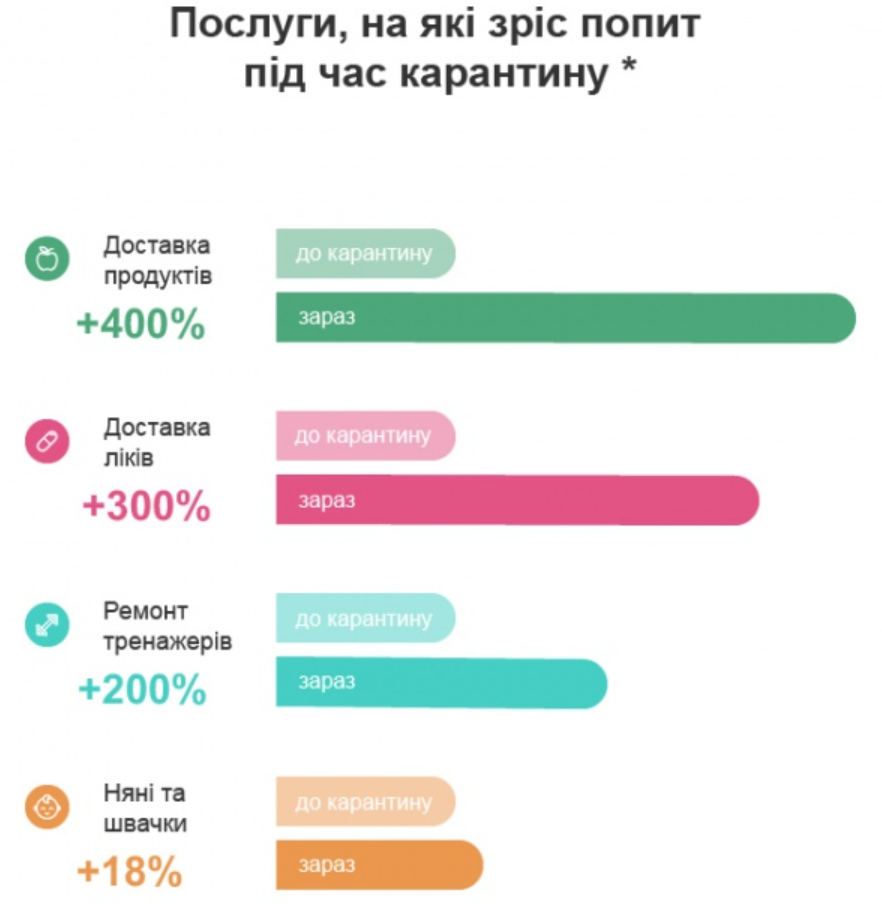 Послуги, на які зріс попит
під час карантину *
Доставка
продуктів
+400%
до карантину
зараз
Доставка
ліків
+300%
до карантину
зараз
Ремонт
тренажерів
+200%
до карантину
зараз
Няні та
швачки
+18%
до карантину
зараз